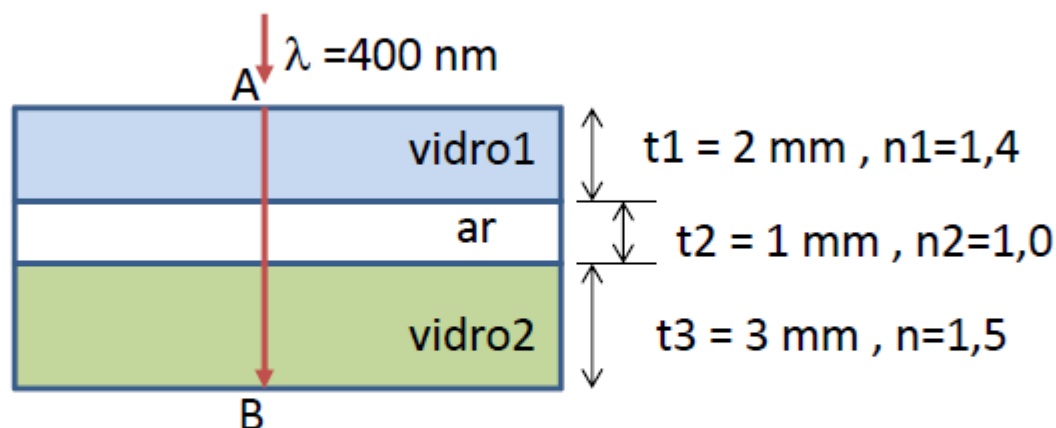 λ =400 nm
A
vidro1
t1 = 2 mm , n1=1,4
ar
t2 = 1 mm , n2=1,0
vidro2
t3 = 3 mm , n=1,5
B